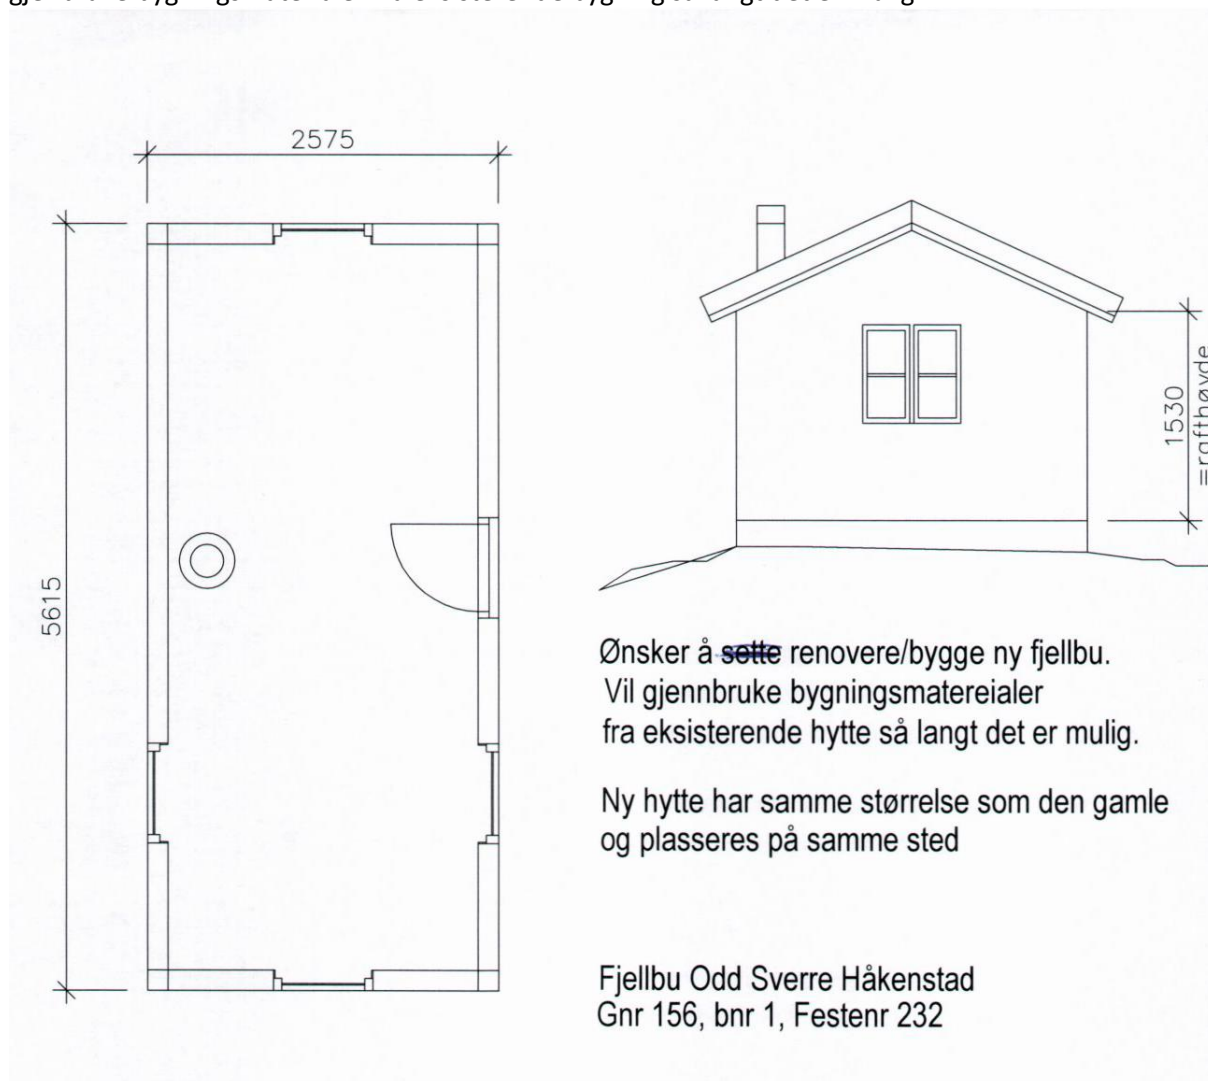 2575
5615
1530
=rafthøyde
Ønsker å sette renovere/bygge ny fjellbu.
Vil gjennbruke bygningsmatereialer
fra eksisterende hytte så langt det er mulig.
Ny hytte har samme størrelse som den gamle
og plasseres på samme sted
Fjellbu Odd Sverre Håkenstad
Gnr 156, bnr 1, Festenr 232